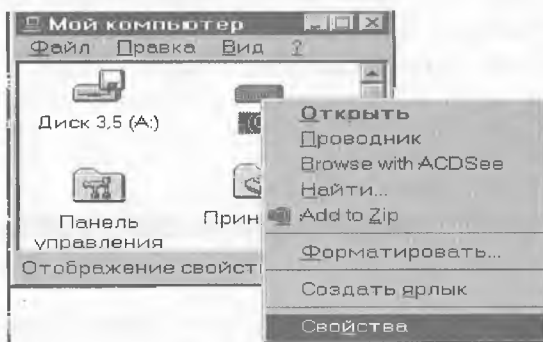 Мой компьютер
Файл Правка Вид ?
Диск 3,5 (A:)
Панель
управления
Отображение свойст
Открыть
Проводник
Browse with ACDSee
Найти...
Add to Zip
Форматировать...
Создать ярлык
Свойства